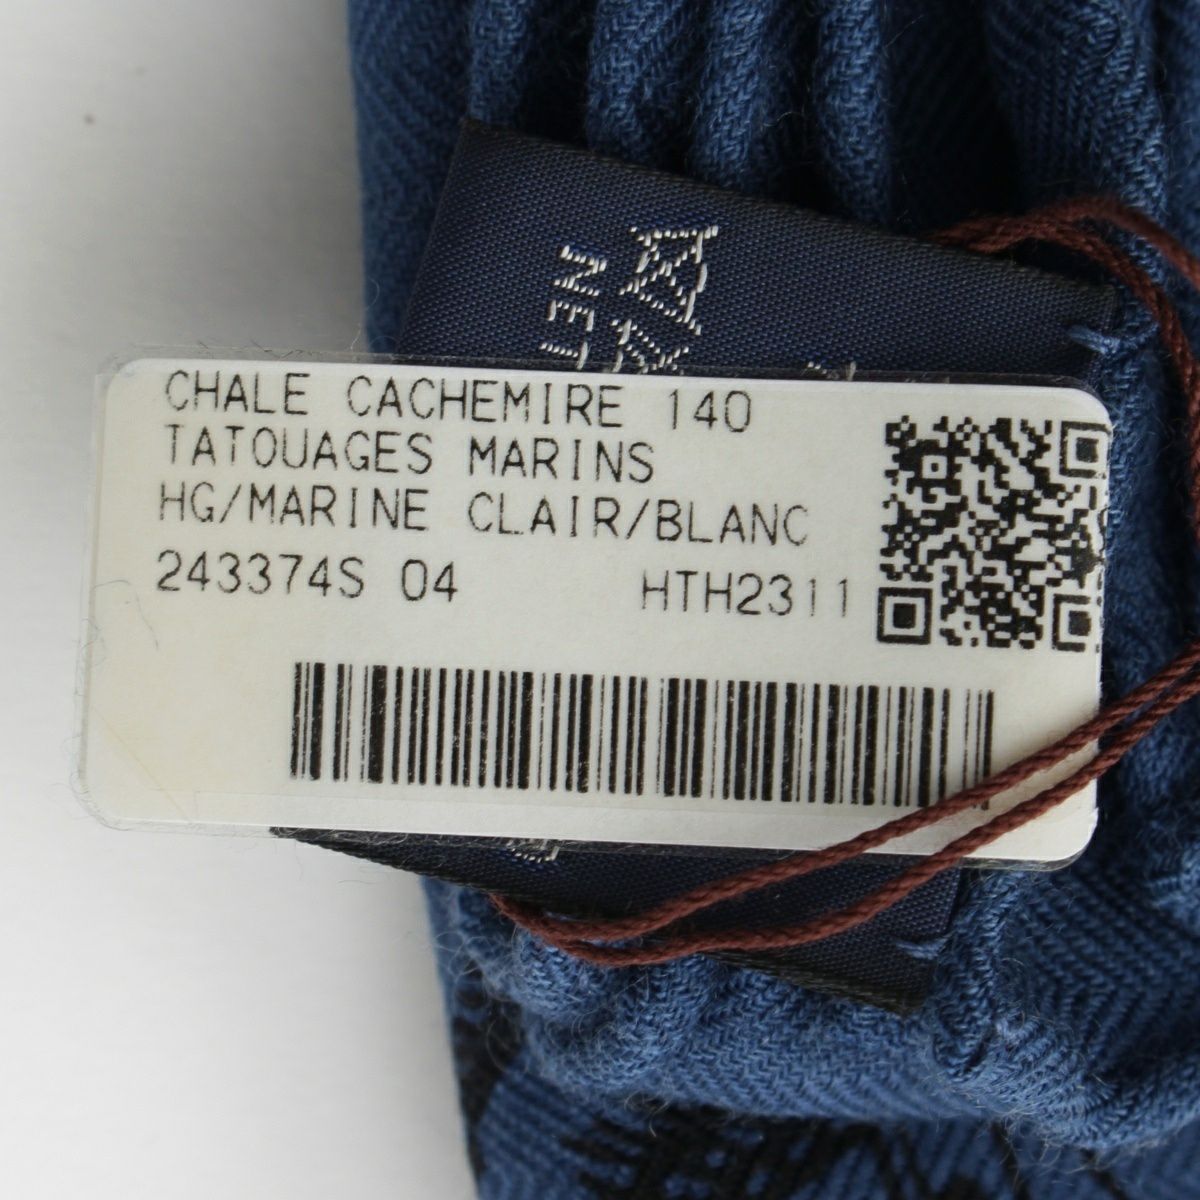 CHALE CACHEMIRE 140
TATOUAGES MARINS
HG/MARINE CLAIR/BLANC
243374S 04 HTH2311